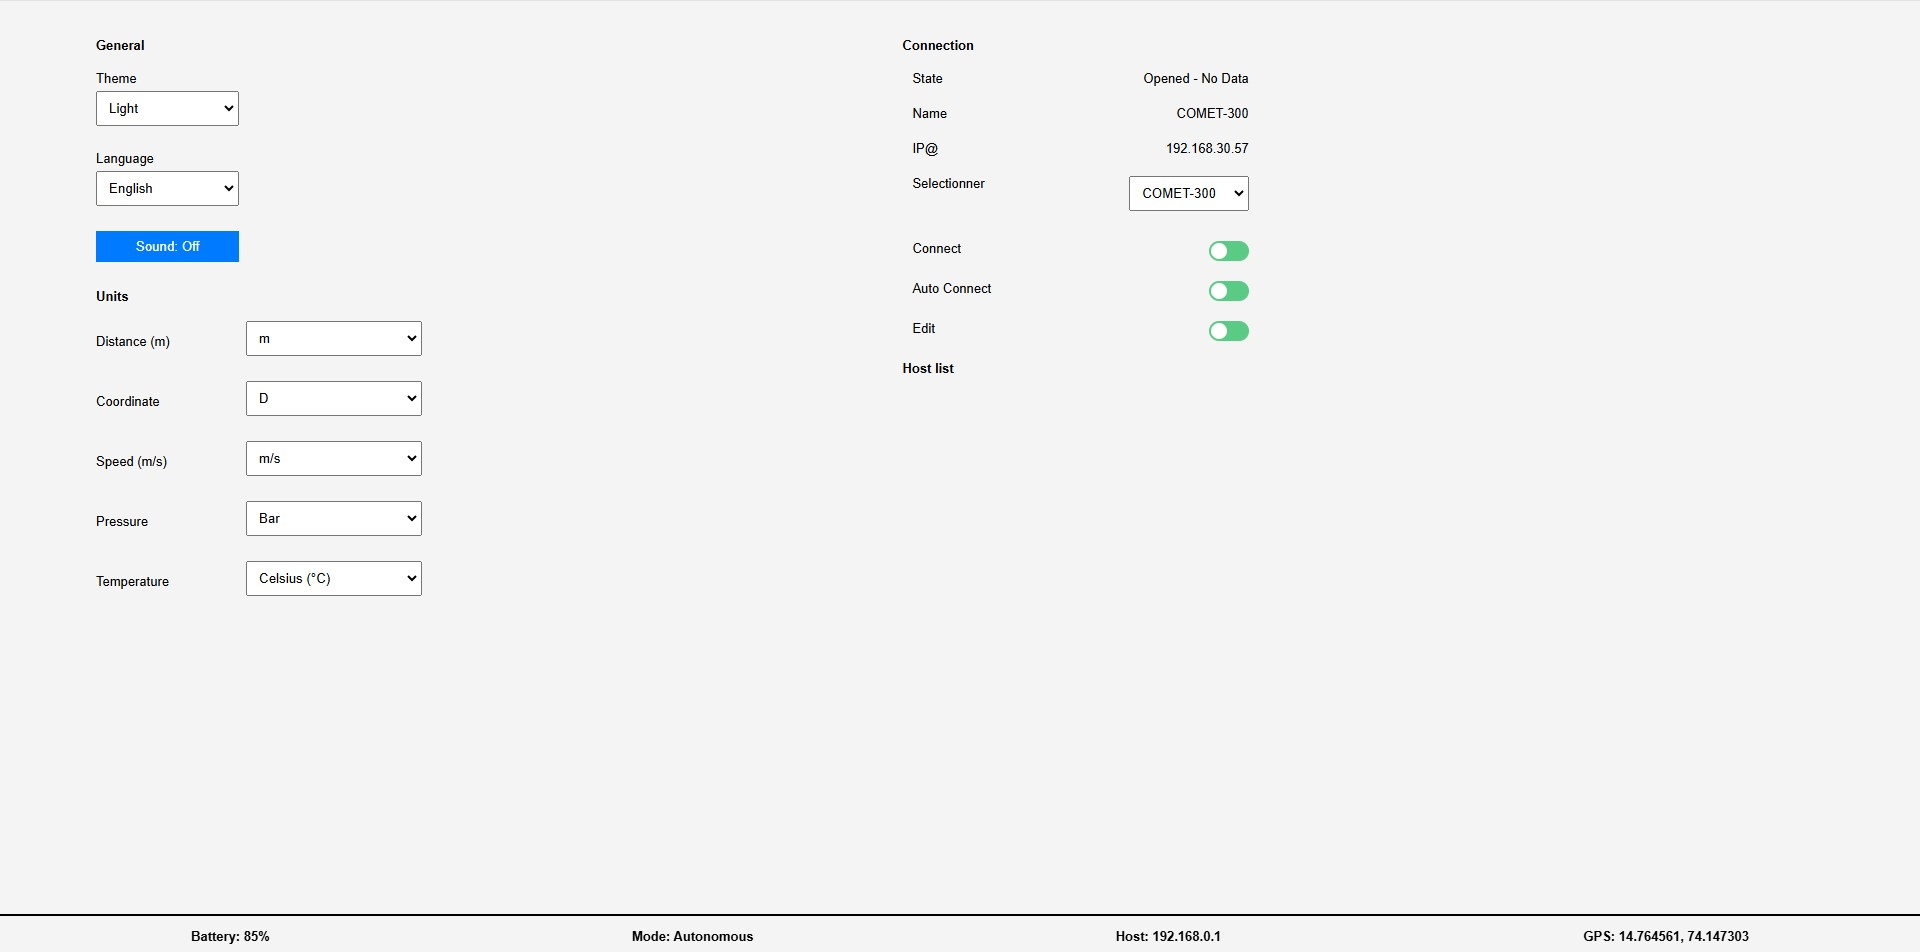 General
Theme
Light
Language
English
Sound: Off
Units
Distance (m)
m
Coordinate
D
Speed (m/s)
m/s
Pressure
Bar
Temperature
Celsius (°C)
Connection
State
Opened - No Data
Name
COMET-300
IP@
192.168.30.57
Selectionner
COMET-300
Connect
Auto Connect
Edit
Host list
Battery: 85%
Mode: Autonomous
Host: 192.168.0.1
GPS: 14.764561, 74.147303